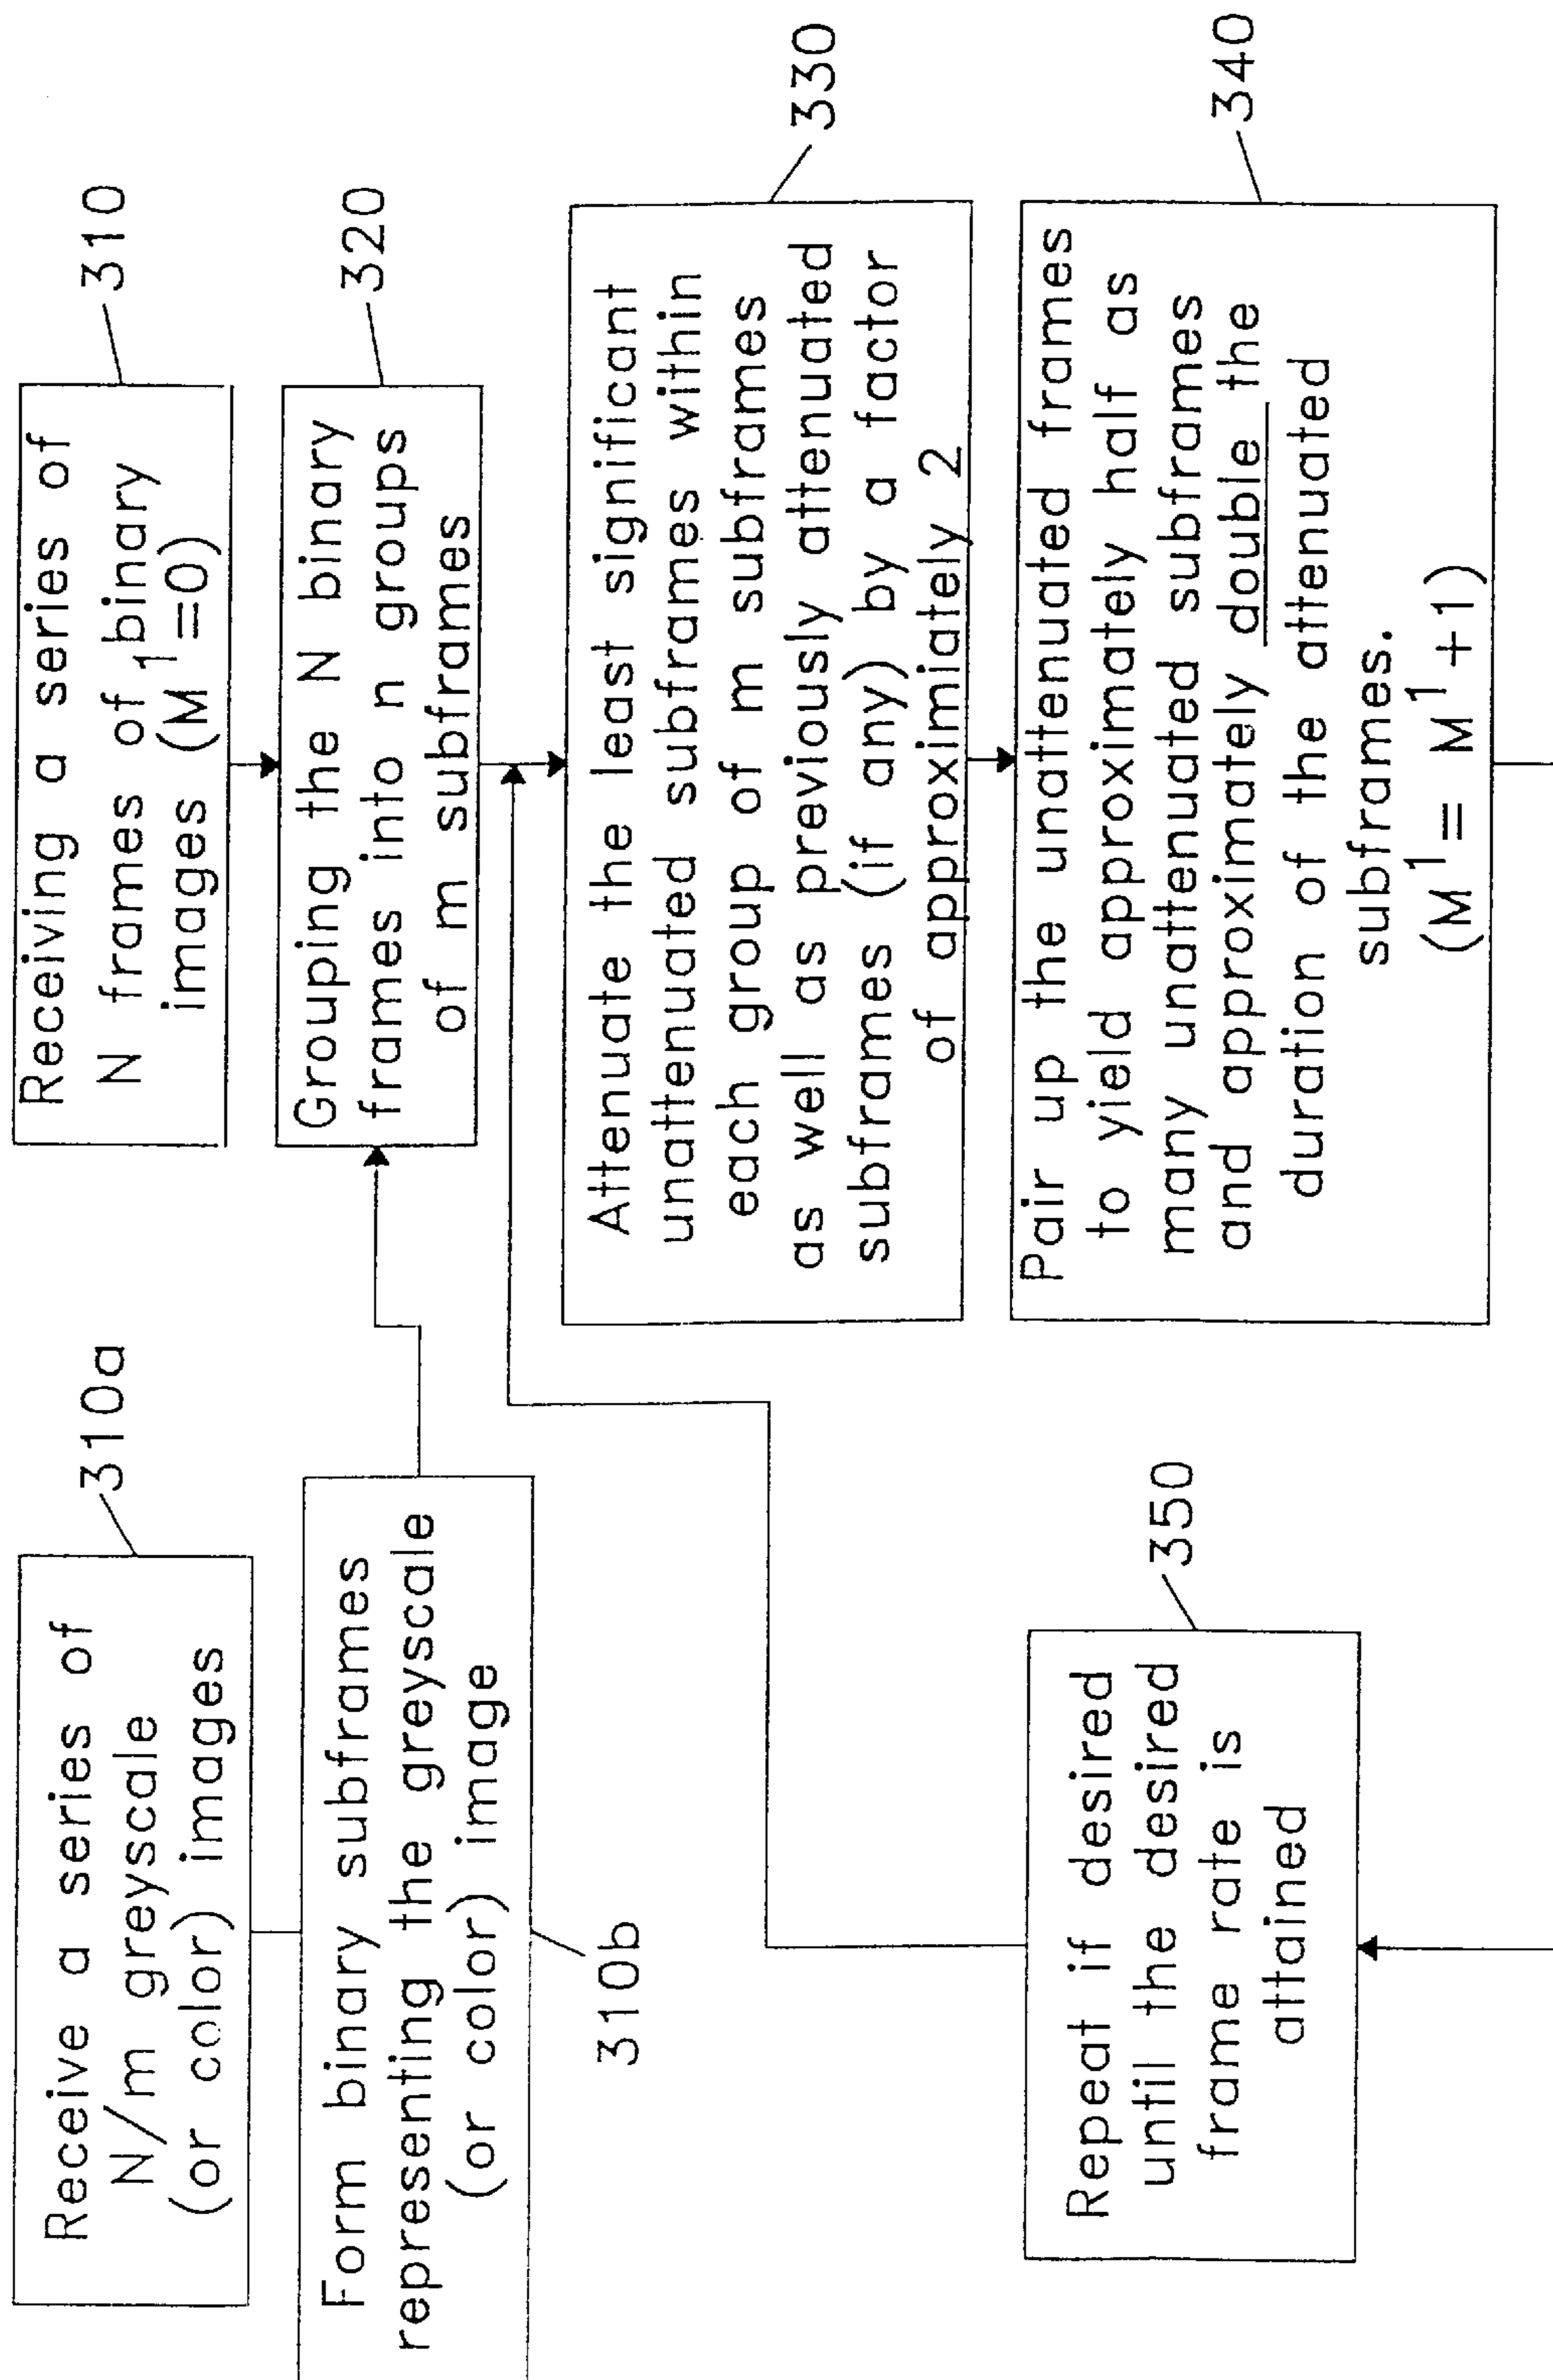 310a
Receive a series of
N/m greyscale
(or color) images
Form binary subframes
representing the greyscale
(or color) image
310b
310
Receiving a series of
N frames of binary
images (M¹=0)
320
Grouping the N binary
frames into n groups
of m subframes
330
Attenuate the least significant
unattenuated subframes within
each group of m subframes
as well as previously attenuated
subframes (if any) by a factor
of approximiately 2
340
Pair up the unattenuated frames
to yield approximately half as
many unattenuated subframes
and approximately double the
duration of the attenuated
subframes.
(M¹= M¹+1)
350
Repeat if desired
untill the desired
frame rate is
attained